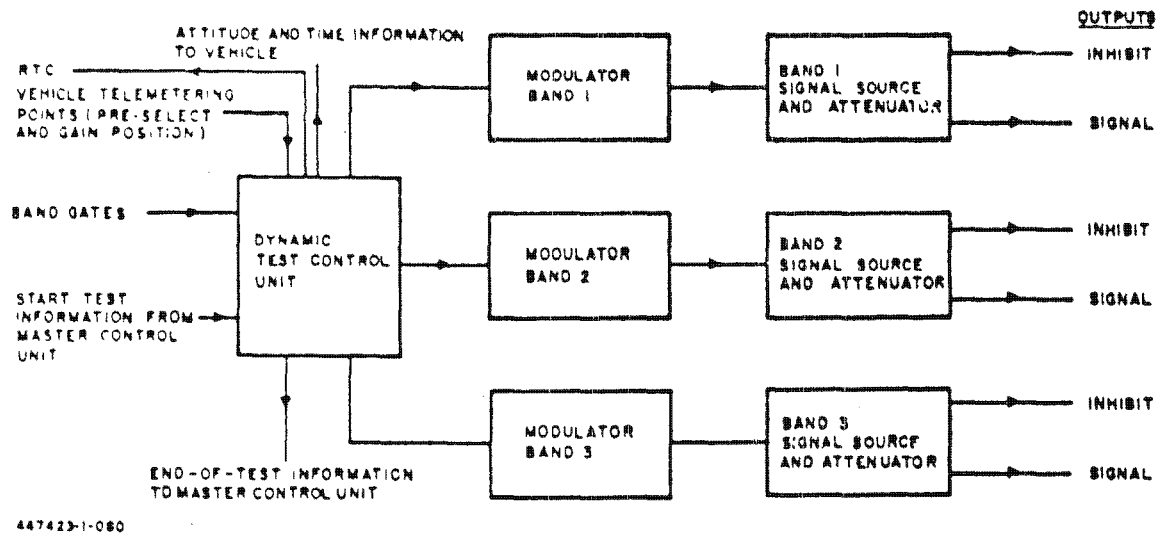 OUTPUTS
ATTITUDE AND TIME INFORMATION
TO VEHICLE
RTC
VEHICLE TELEMETERING
POINTS (PRE-SELECT
AND GAIN POSITION)
BAND GATES
START TEST
INFORMATION FROM
MASTER CONTROL
UNIT
DYNAMIC
TEST CONTROL
UNIT
END-OF-TEST INFORMATION
TO MASTER CONTROL UNIT
MODULATOR
BAND 1
BAND 1
SIGNAL SOURCE
AND ATTENUATOR
INHIBIT
SIGNAL
MODULATOR
BAND 2
BAND 2
SIGNAL SOURCE
AND ATTENUATOR
INHIBIT
SIGNAL
MODULATOR
BAND 3
BAND 3
SIGNAL SOURCE
AND ATTENUATOR
INHIBIT
SIGNAL
447423-1-080